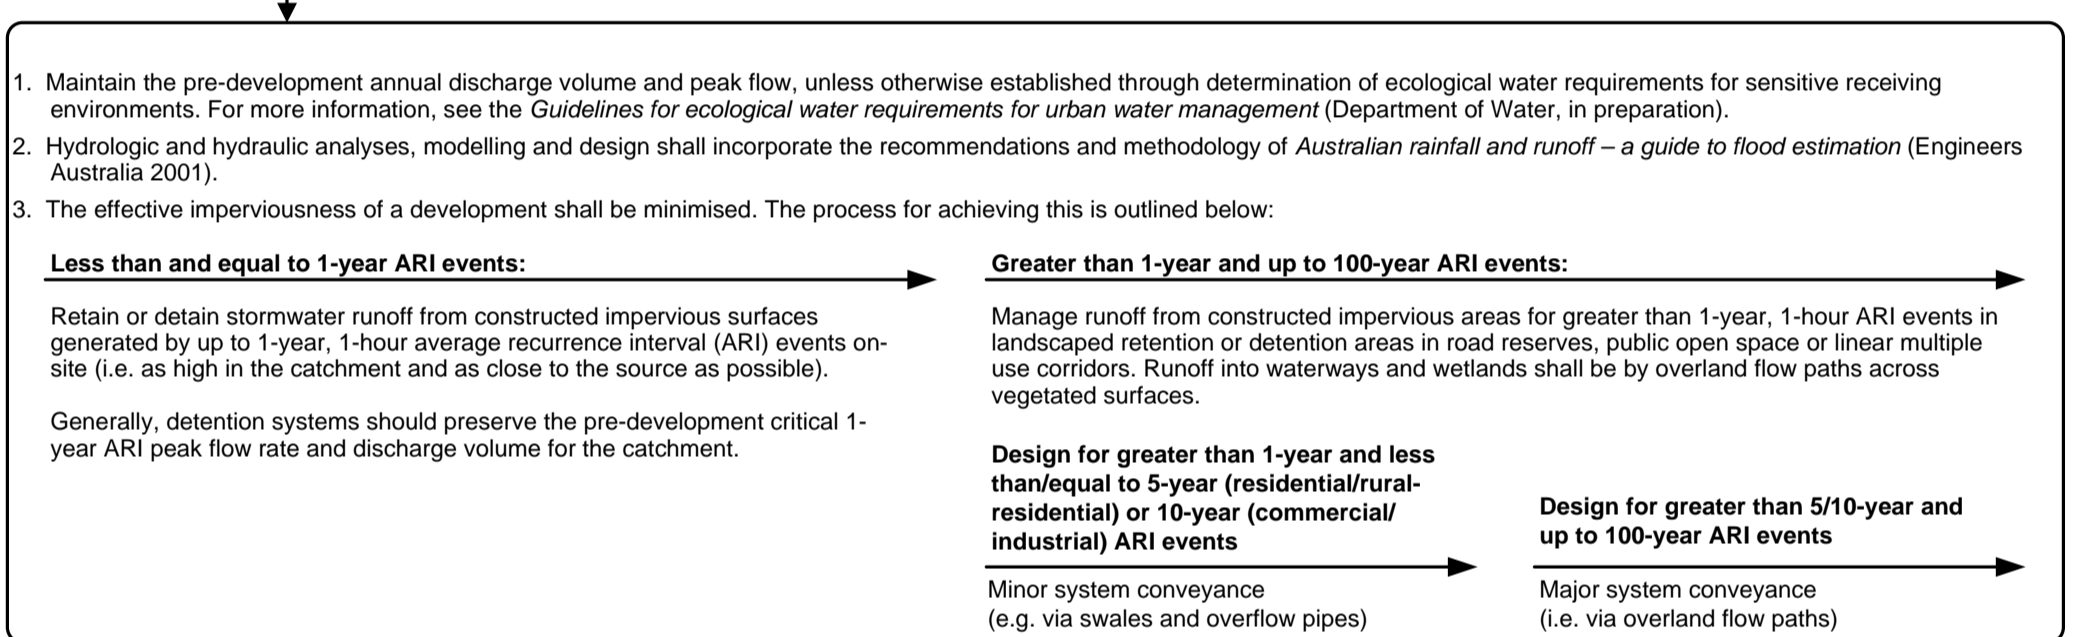 1. Maintain the pre-development annual discharge volume and peak flow, unless otherwise established through determination of ecological water requirements for sensitive receiving
environments. For more information, see the Guidelines for ecological water requirements for urban water management (Department of Water, in preparation).
2. Hydrologic and hydraulic analyses, modelling and design shall incorporate the recommendations and methodology of Australian rainfall and runoff – a guide to flood estimation (Engineers
Australia 2001).
3. The effective imperviousness of a development shall be minimised. The process for achieving this is outlined below:
Less than and equal to 1-year ARI events:
Retain or detain stormwater runoff from constructed impervious surfaces
generated by up to 1-year, 1-hour average recurrence interval (ARI) events on-
site (i.e. as high in the catchment and as close to the source as possible).
Generally, detention systems should preserve the pre-development critical 1-
year ARI peak flow rate and discharge volume for the catchment.
Greater than 1-year and up to 100-year ARI events:
Manage runoff from constructed impervious areas for greater than 1-year, 1-hour ARI events in
landscaped retention or detention areas in road reserves, public open space or linear multiple
use corridors. Runoff into waterways and wetlands shall be by overland flow paths across
vegetated surfaces.
Design for greater than 1-year and less
than/equal to 5-year (residential/rural-
residential) or 10-year (commercial/
industrial) ARI events
Minor system conveyance
(e.g. via swales and overflow pipes)
Design for greater than 5/10-year and
up to 100-year ARI events
Major system conveyance
(i.e. via overland flow paths)